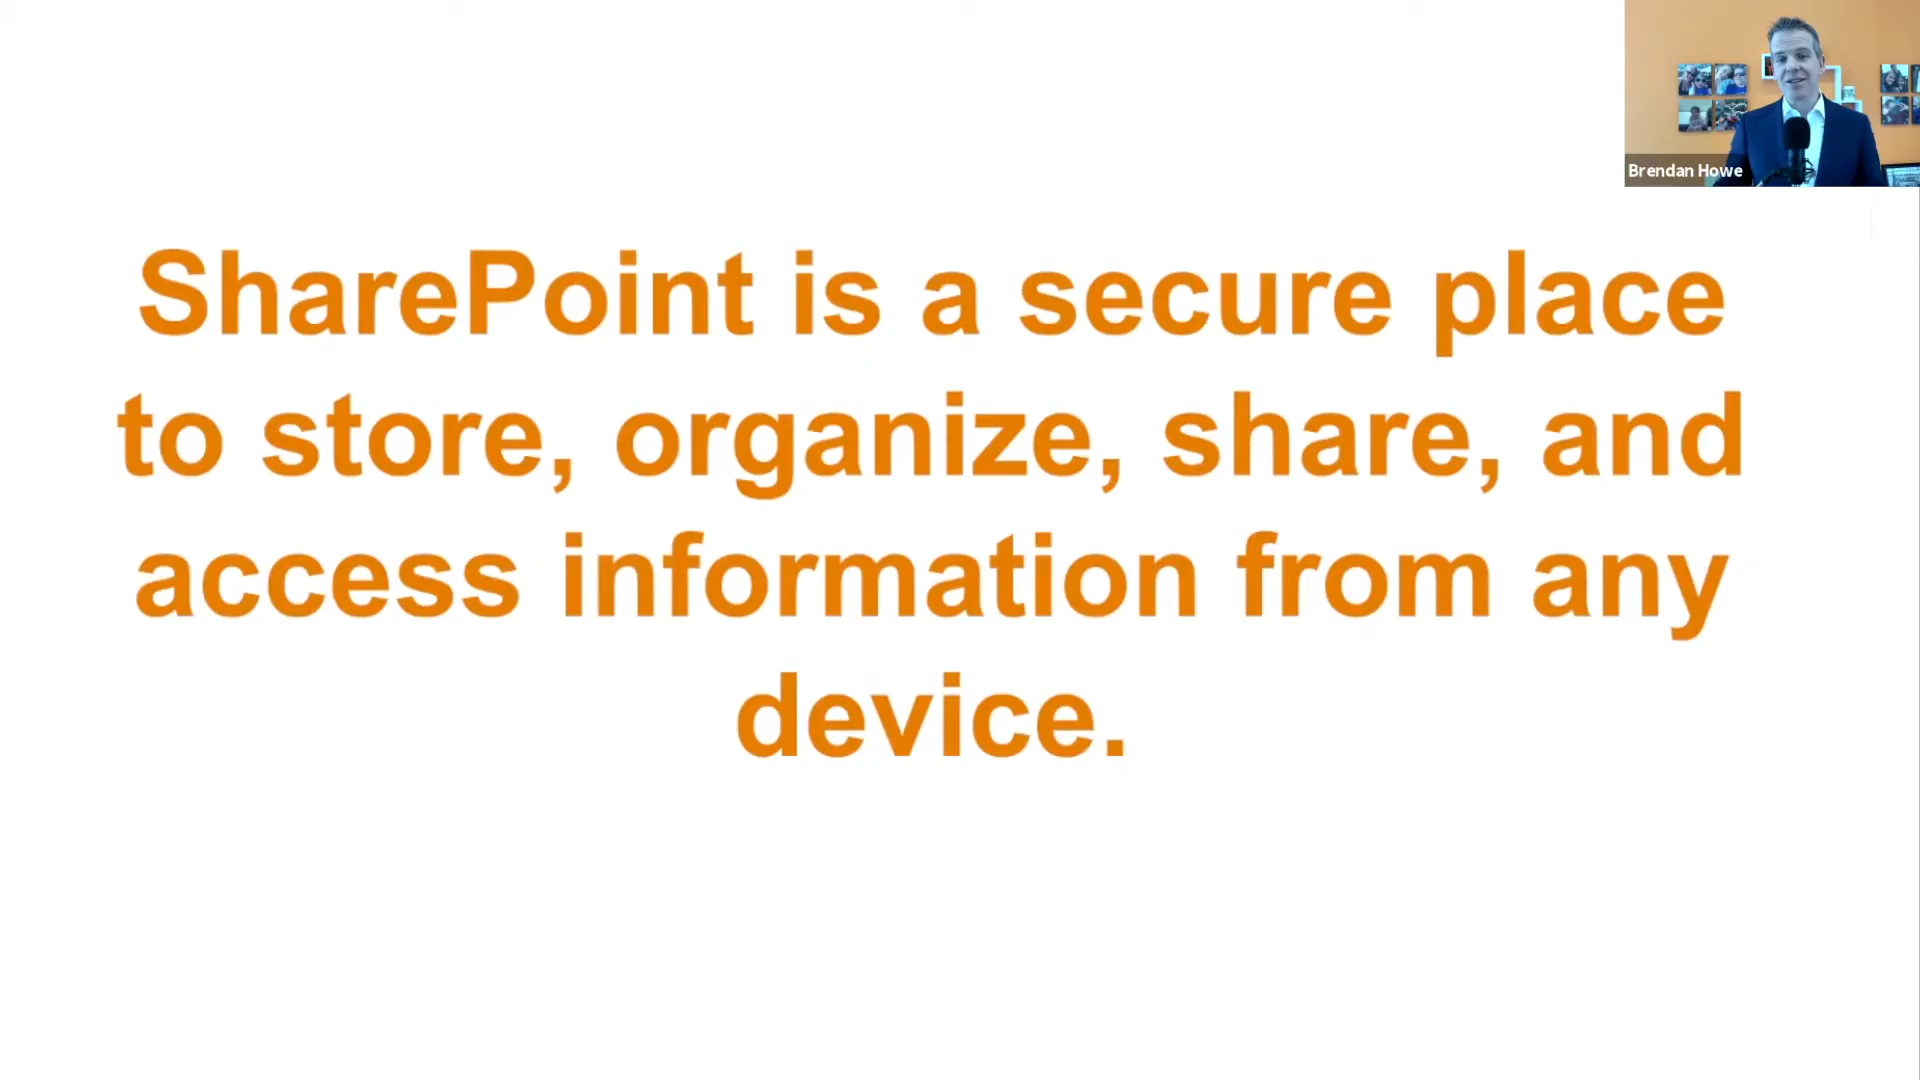 Brendan Howe
SharePoint is a secure place
to store, organize, share, and
access information from any
device.